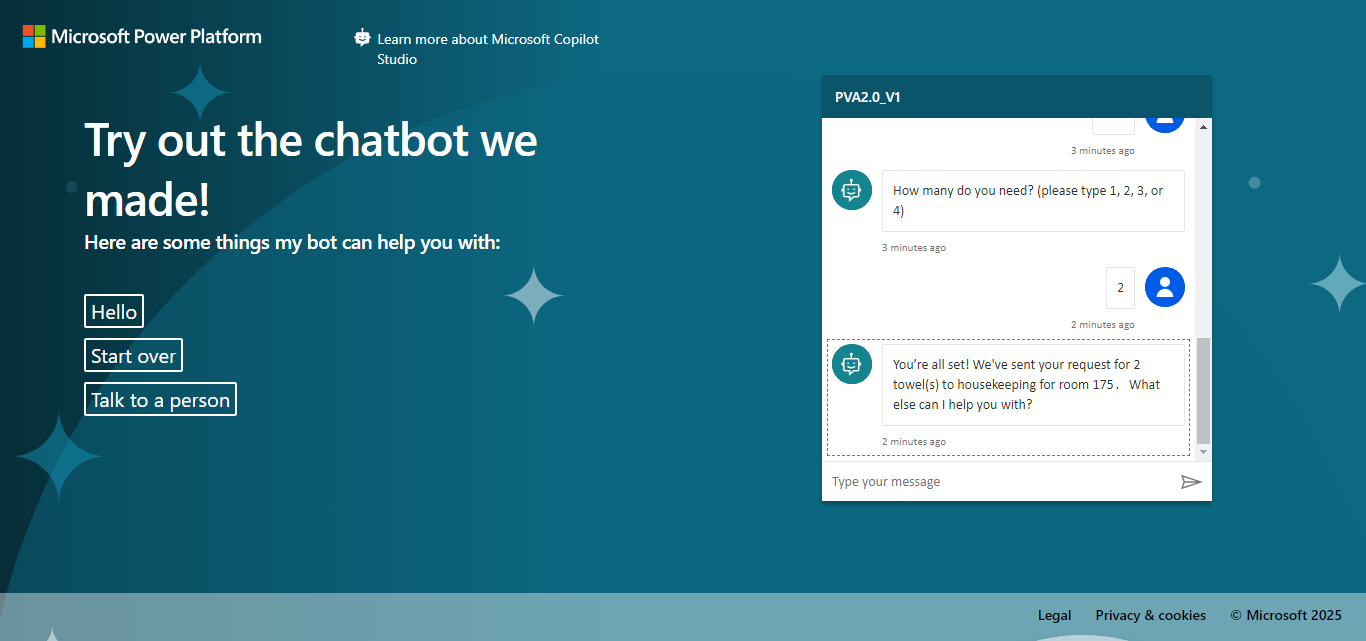 Microsoft Power Platform
Learn more about Microsoft Copilot
Studio
Try out the chatbot we
made!
Here are some things my bot can help you with:
Hello
Start over
Talk to a person
PVA2.0_V1
3 minutes ago
How many do you need? (please type 1, 2, 3, or
4)
3 minutes ago
2
2 minutes ago
You’re all set! We've sent your request for 2
towel(s) to housekeeping for room 175. What
else can I help you with?
2 minutes ago
Type your message
Legal
Privacy & cookies
© Microsoft 2025